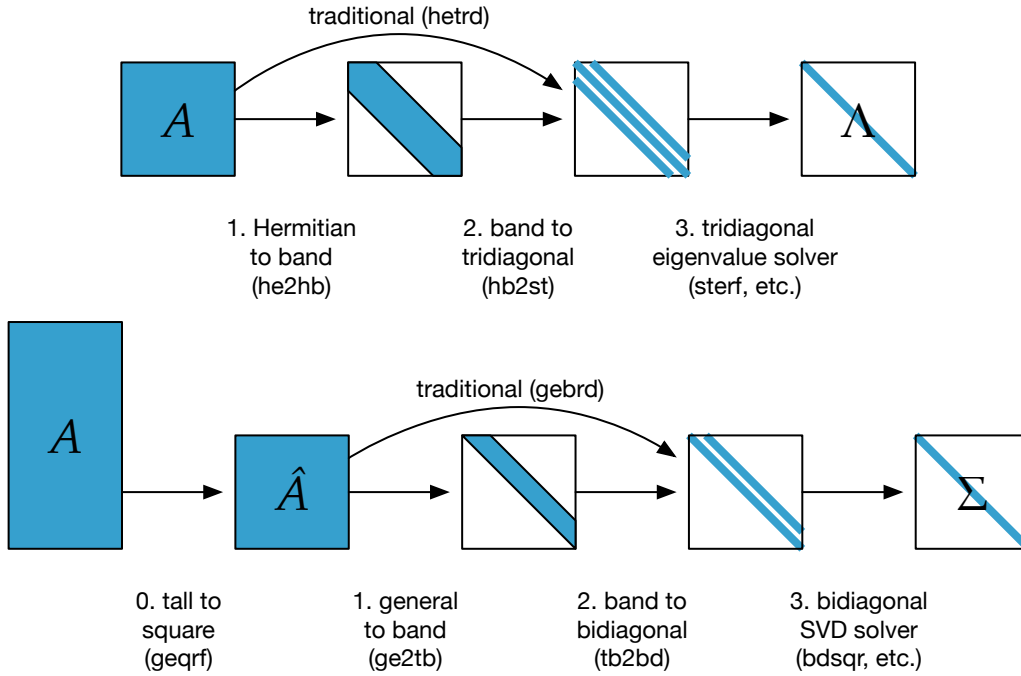 traditional (hetrd)
A
Λ
1. Hermitian
to band
(he2hb)
2. band to
tridiagonal
(hb2st)
3. tridiagonal
eigenvalue solver
(sterf, etc.)
traditional (gebrd)
A
Â
Σ
0. tall to
square
(geqrf)
1. general
to band
(ge2tb)
2. band to
bidiagonal
(tb2bd)
3. bidiagonal
SVD solver
(bdsqr, etc.)